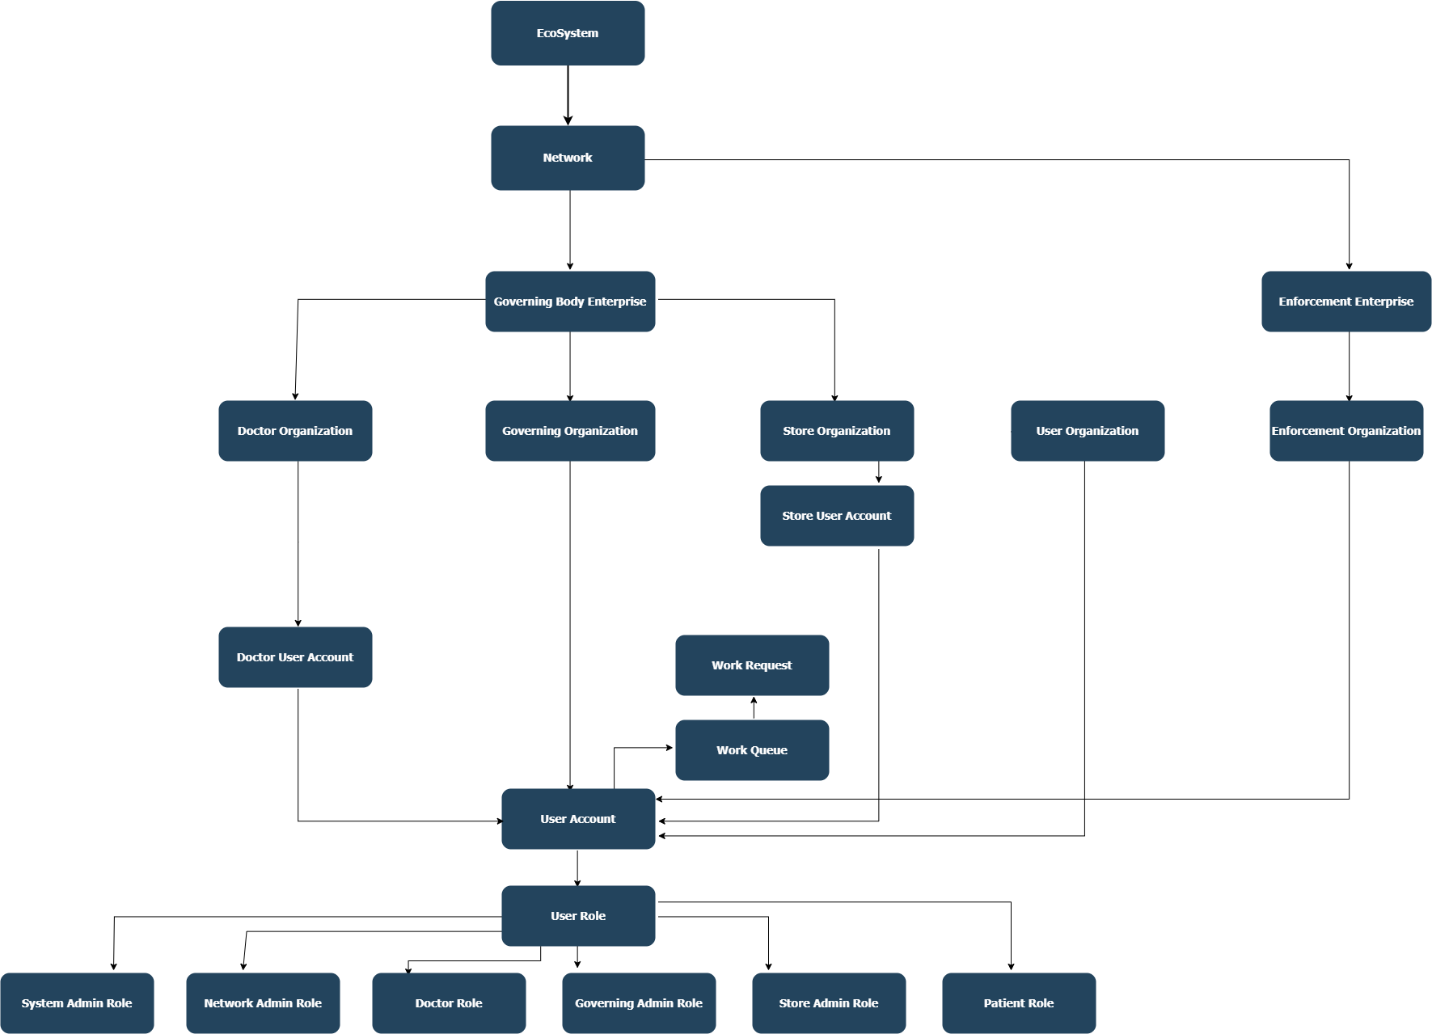 EcoSystem
Network
Governing Body Enterprise
Enforcement Enterprise
Doctor Organization
Governing Organization
Store Organization
User Organization
Enforcement Organization
Store User Account
Doctor User Account
Work Request
Work Queue
User Account
User Role
System Admin Role
Network Admin Role
Doctor Role
Governing Admin Role
Store Admin Role
Patient Role